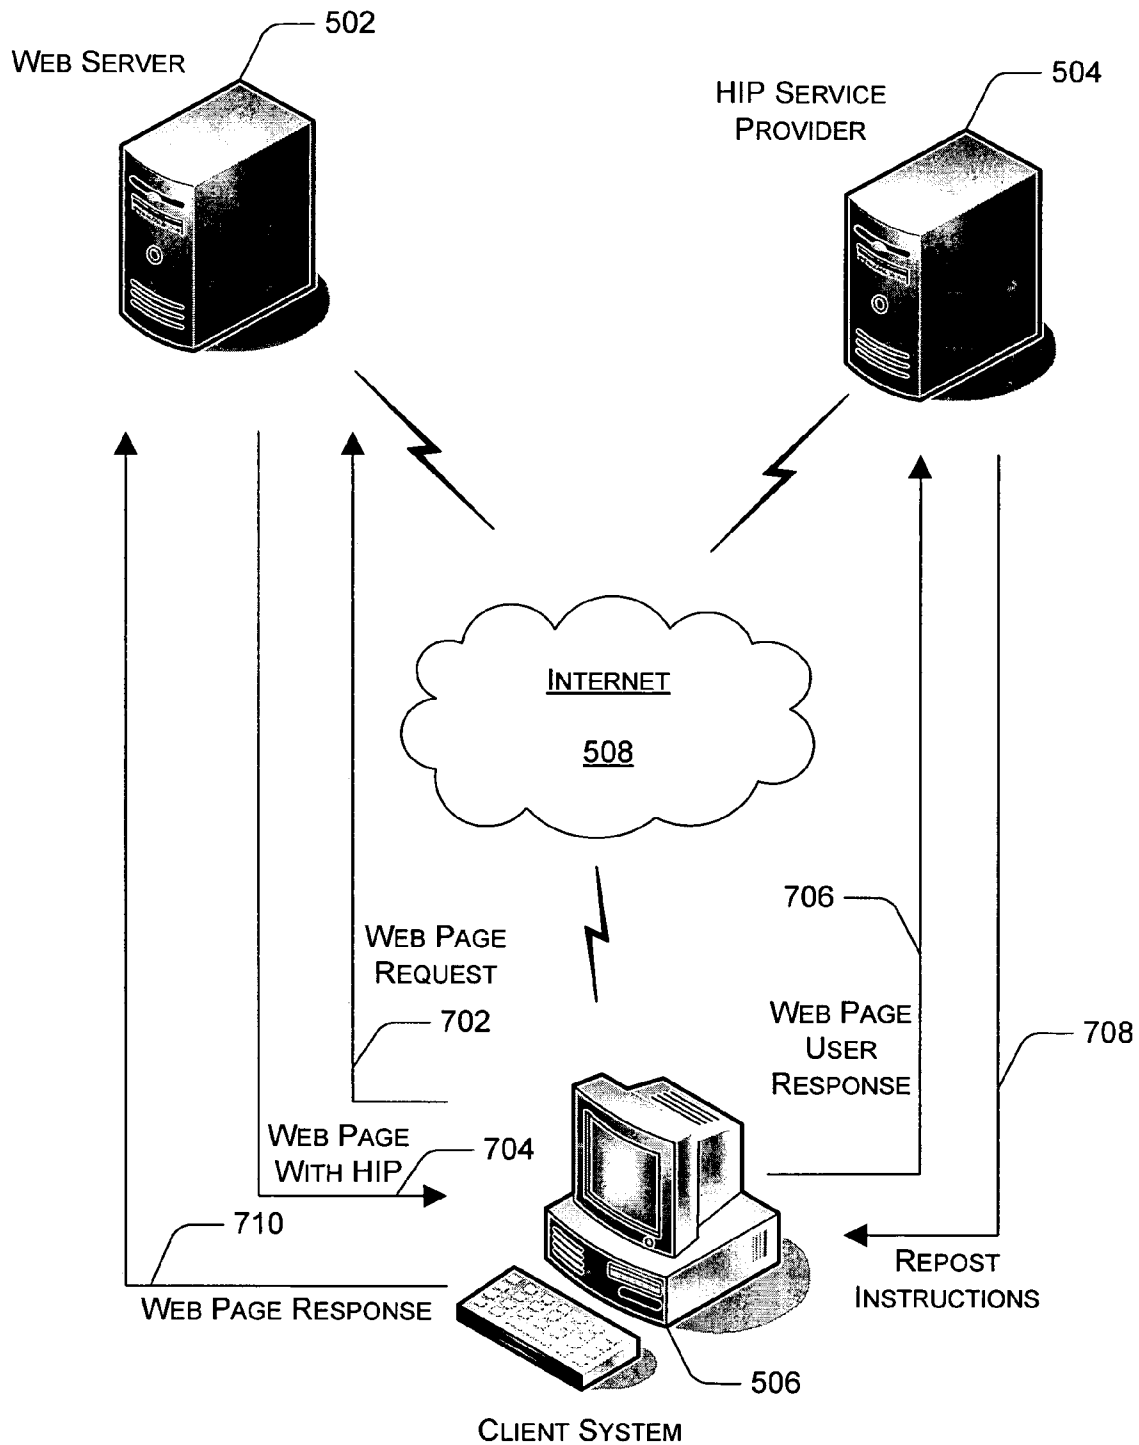 502
WEB SERVER
504
HIP SERVICE
PROVIDER
INTERNET
508
706
WEB PAGE
REQUEST
702
WEB PAGE
USER
RESPONSE
708
WEB PAGE
WITH HIP
704
710
WEB PAGE RESPONSE
REPOST
INSTRUCTIONS
506
CLIENT SYSTEM